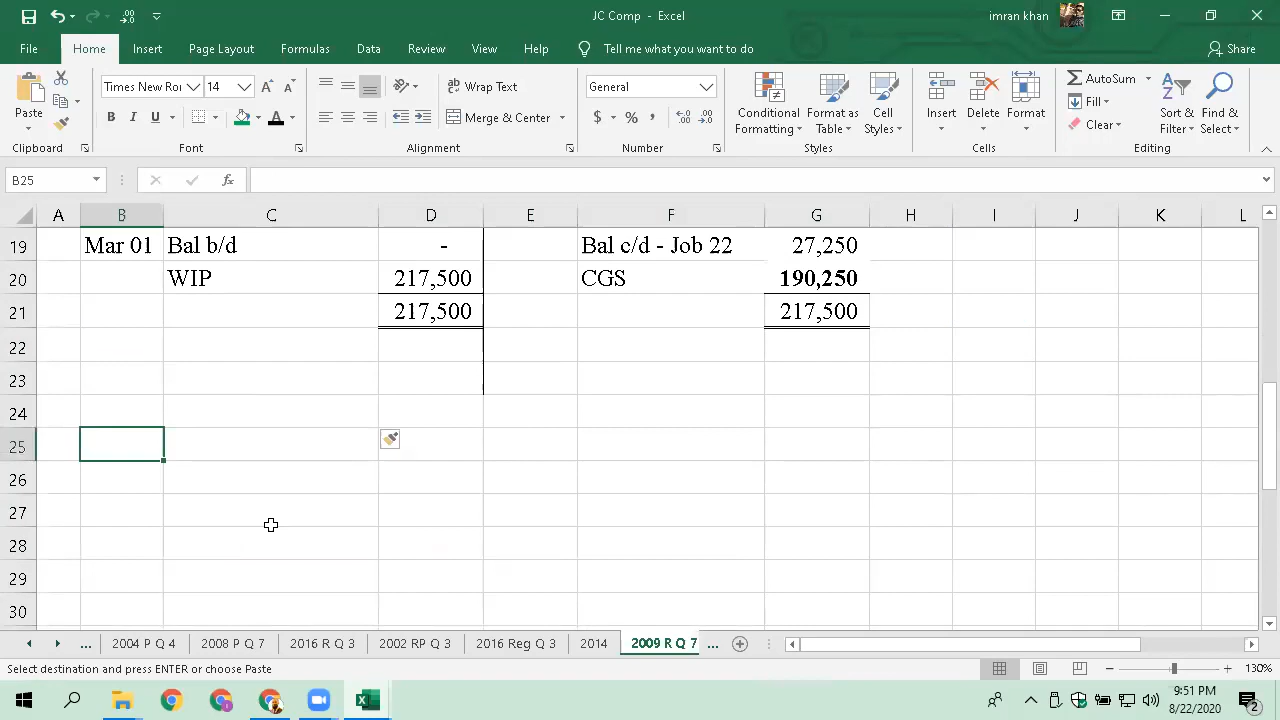 JC Comp - Excel
imran khan
File Home Insert Page Layout Formulas Data Review View Help Tell me what you want to do Share
Times New Roi 14 Wrap Text General AutoSum
Paste B I U Merge & Center $ % , Conditional Formatting Format as Table Cell Styles Insert Delete Format Fill Clear Sort & Filter Find & Select
Clipboard Font Alignment Number Styles Cells Editing
B25 fx
A B C D E F G H I J K L
19 Mar 01 Bal b/d - Bal c/d - Job 22 27,250
20 WIP 217,500 CGS 190,250
21 217,500 217,500
22
23
24
25
26
27
28
29
30
... 2004 P Q 4 2008 P Q 7 2016 R Q 3 2002 RP Q 3 2016 Reg Q 3 2014 2009 R Q 7 ...
Select destination and press ENTER or choose Paste 130%
9:51 PM
8/22/2020
2